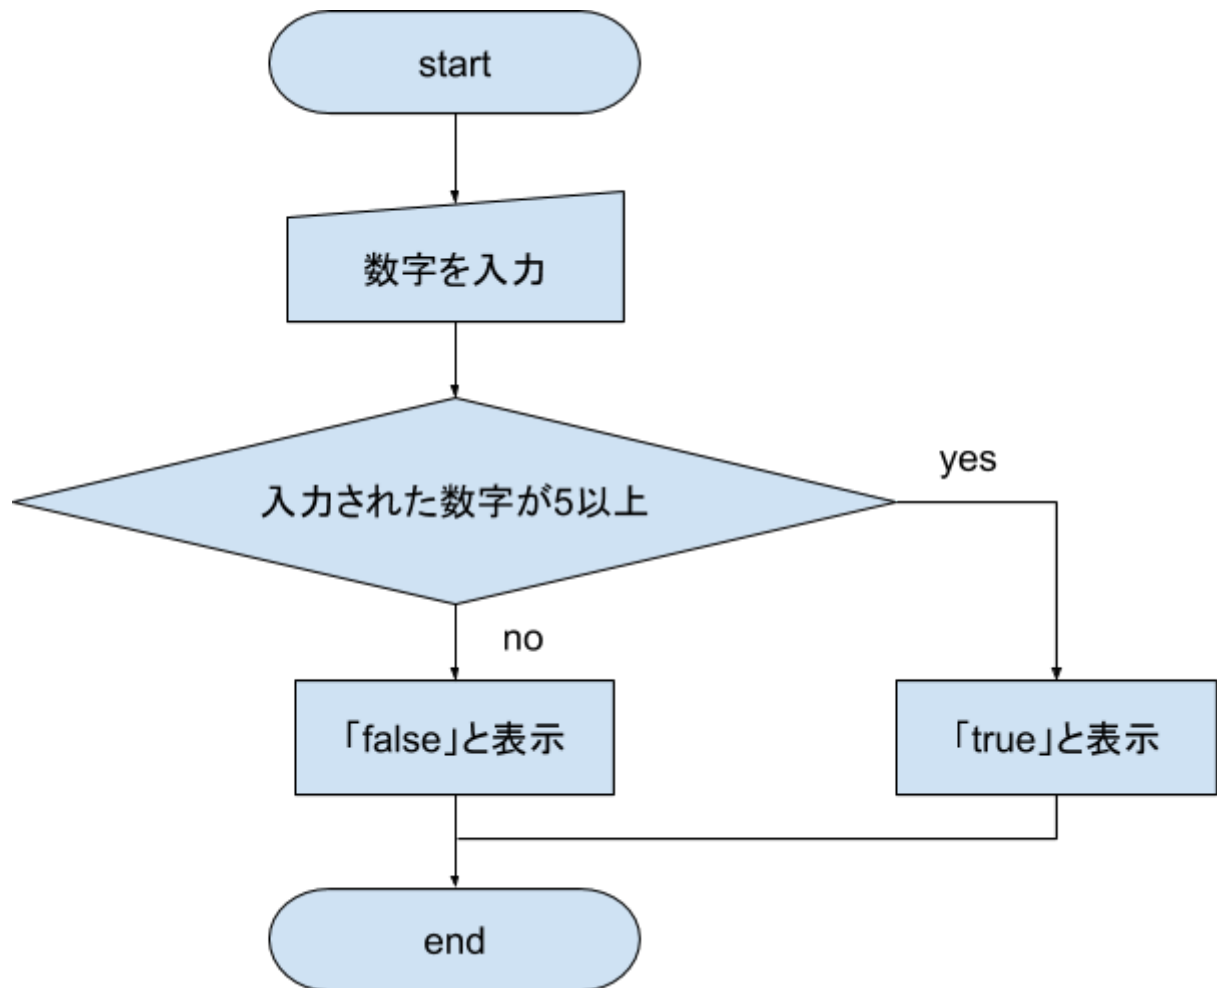 start
数字を入力
入力された数字が5以上
yes
no
「false」と表示
「true」と表示
end